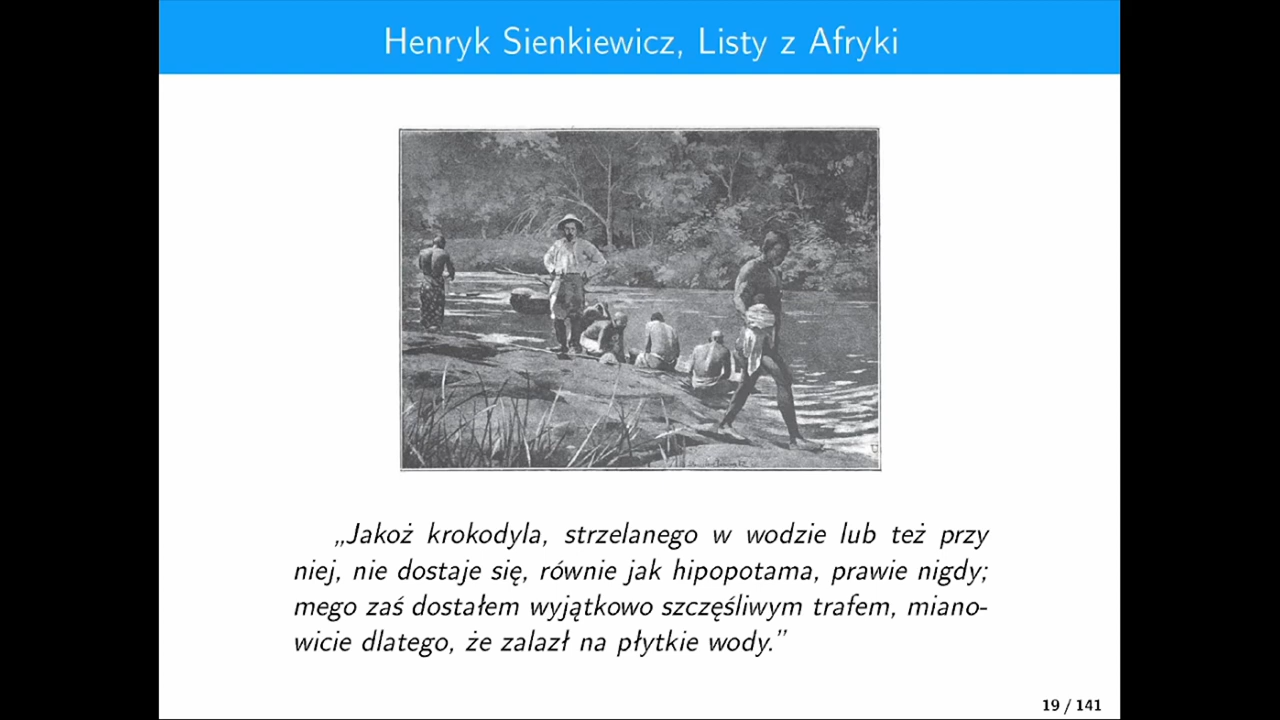 Henryk Sienkiewicz, Listy z Afryki
„Jakoż krokodyla, strzelanego w wodzie lub też przy
niej, nie dostaje się, równie jak hipopotama, prawie nigdy;
mego zaś dostałem wyjątkowo szczęśliwym trafem, miano-
wicie dlatego, że zalazł na płytkie wody.”
19 / 141